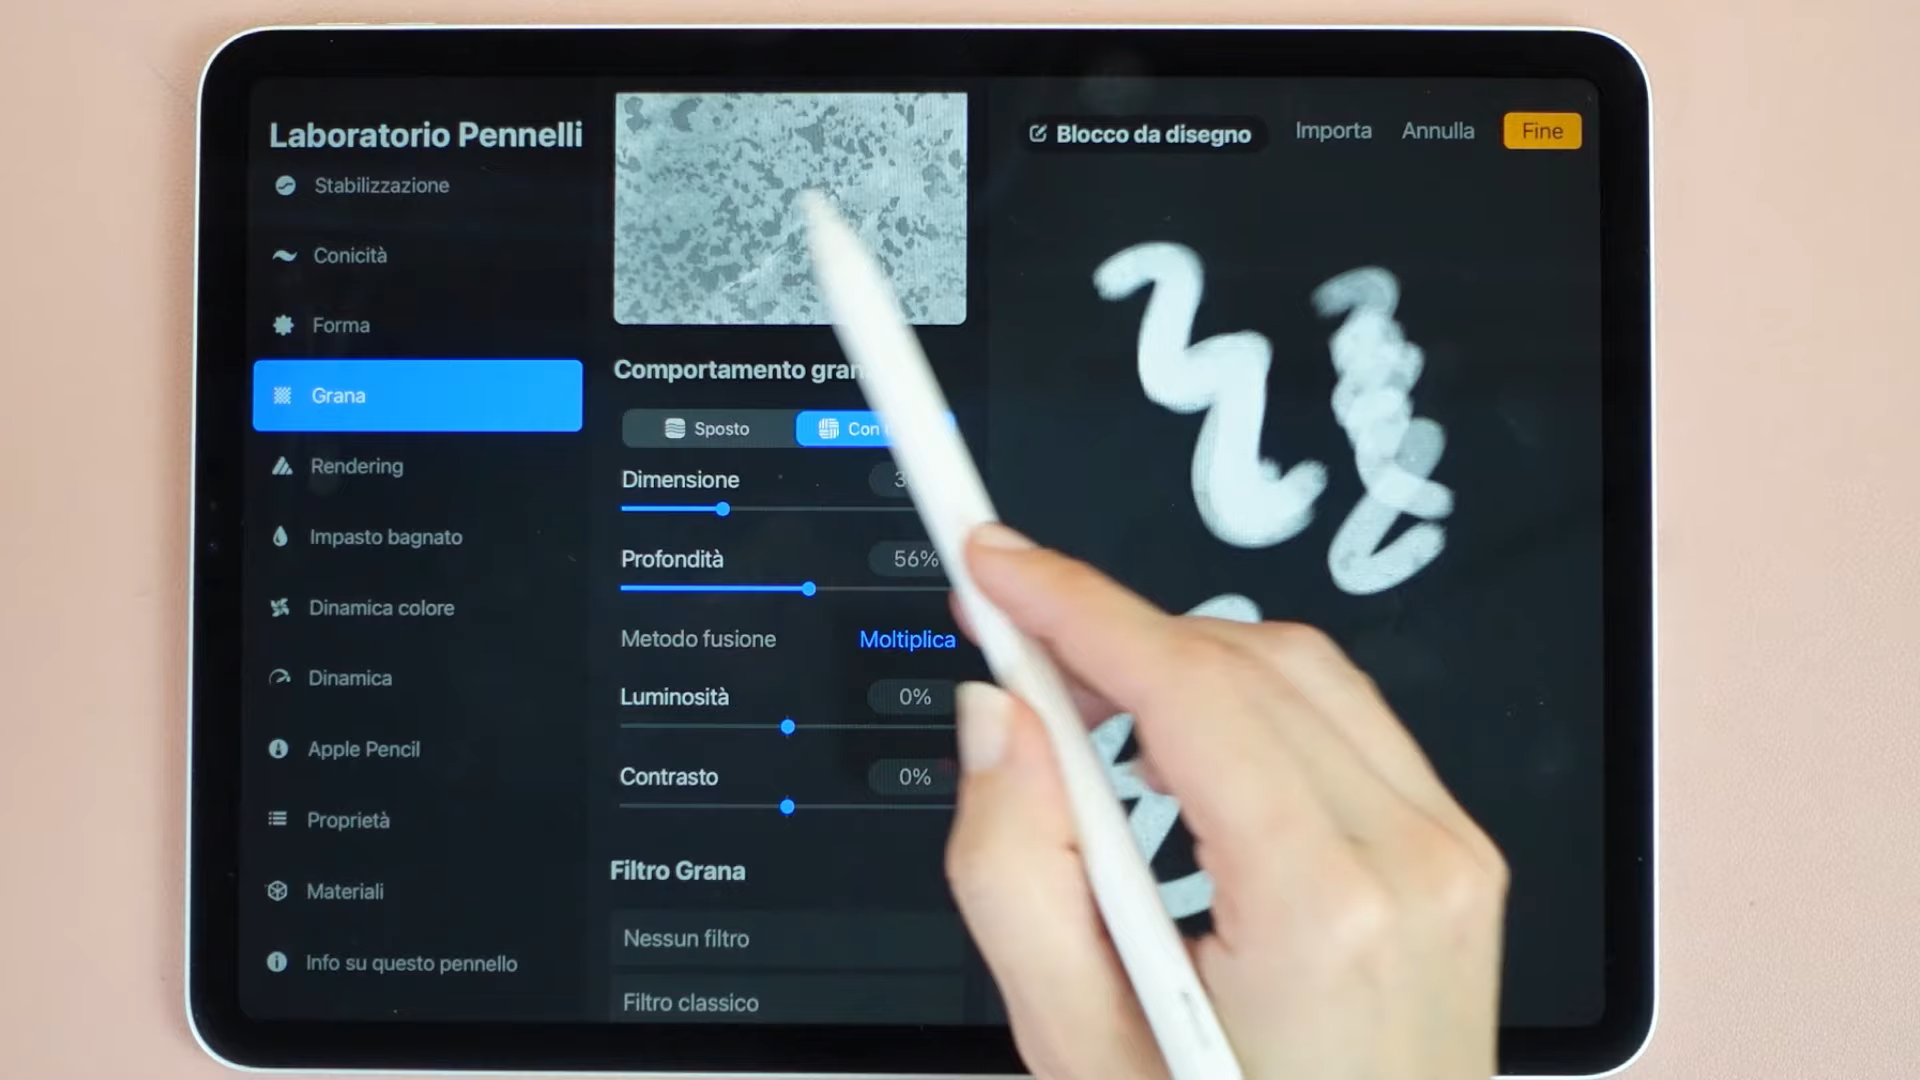 Laboratorio Pennelli
Stabilizzazione
Conicità
Forma
Grana
Rendering
Impasto bagnato
Dinamica colore
Dinamica
Apple Pencil
Proprietà
Materiali
Info su questo pennello
Comportamento
Sposto
Con
Dimensione
Profondità
56%
Metodo fusione
Moltiplica
Luminosità
0%
Contrasto
0%
Filtro Grana
Nessun filtro
Filtro classico
Blocco da disegno
Importa
Annulla
Fine